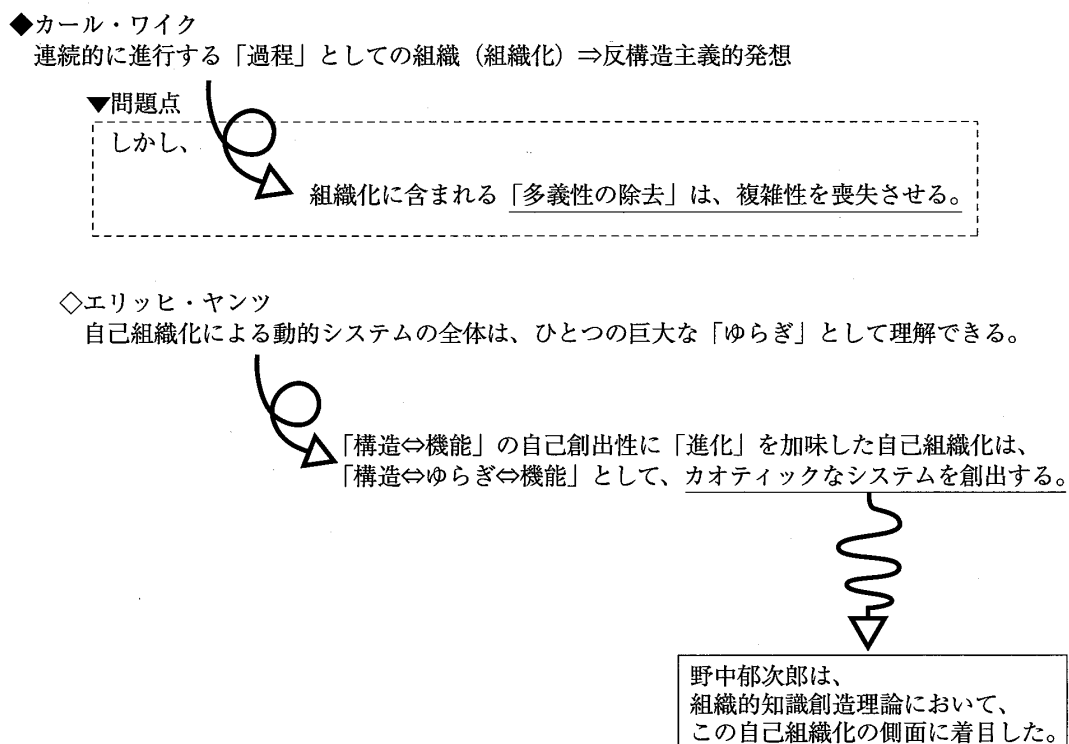 ◆カール・ワイク
連続的に進行する「過程」としての組織（組織化）⇒反構造主義的発想
▼問題点
しかし、
組織化に含まれる「多義性の除去」は、複雑性を喪失させる。
◇エリッヒ・ヤンツ
自己組織化による動的システムの全体は、ひとつの巨大な「ゆらぎ」として理解できる。
「構造⇔機能」の自己創出性に「進化」を加味した自己組織化は、
「構造⇔ゆらぎ⇔機能」として、カオティックなシステムを創出する。
野中郁次郎は、
組織的知識創造理論において、
この自己組織化の側面に着目した。